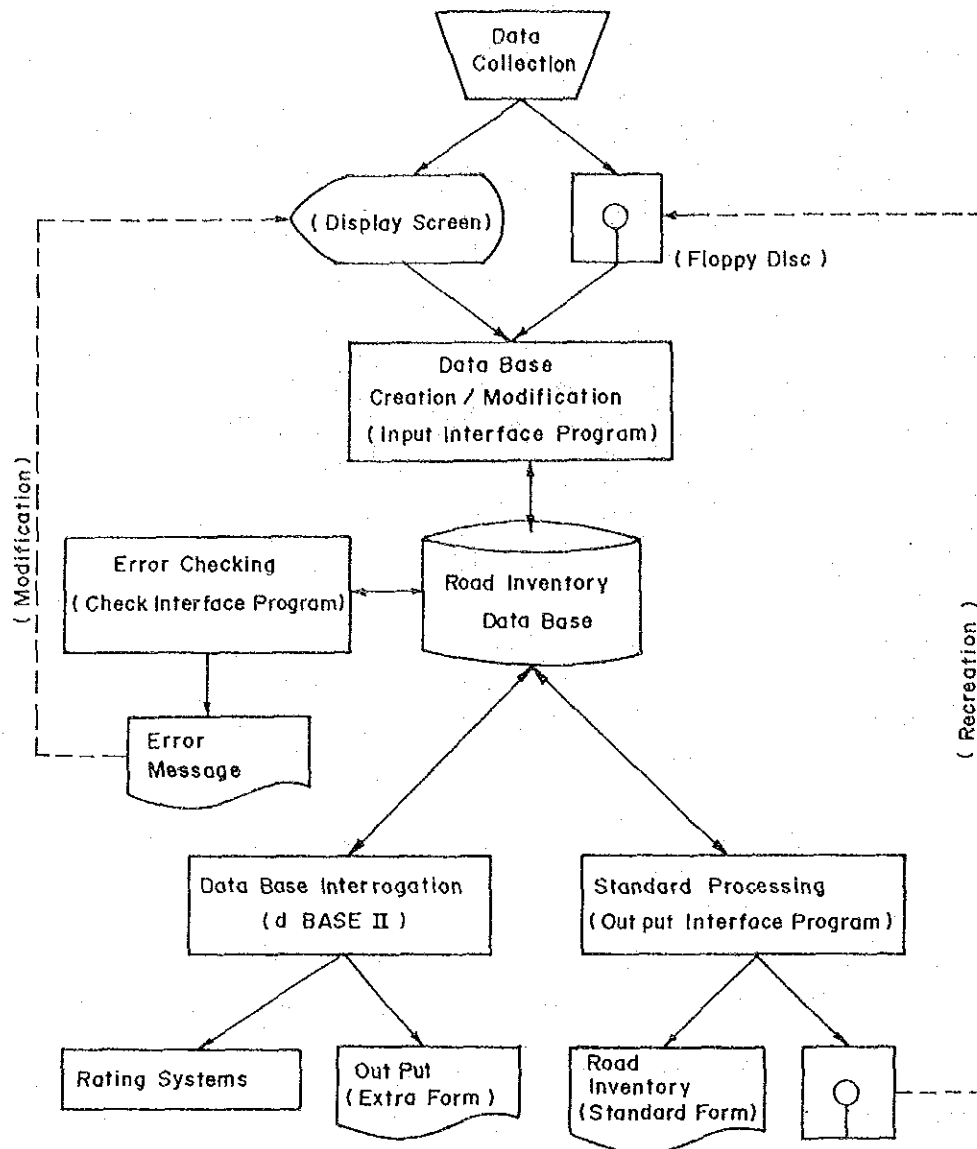 Data
Collection
( Display Screen )
( Floppy Disc )
Data Base
Creation / Modification
( Input Interface Program )
( Modification )
Error Checking
( Check Interface Program )
Road Inventory
Data Base
( Recreation )
Error
Message
Data Base Interrogation
( d BASE II )
Standard Processing
( Out put Interface Program )
Rating Systems
Out Put
( Extra Form )
Road
Inventory
( Standard Form )